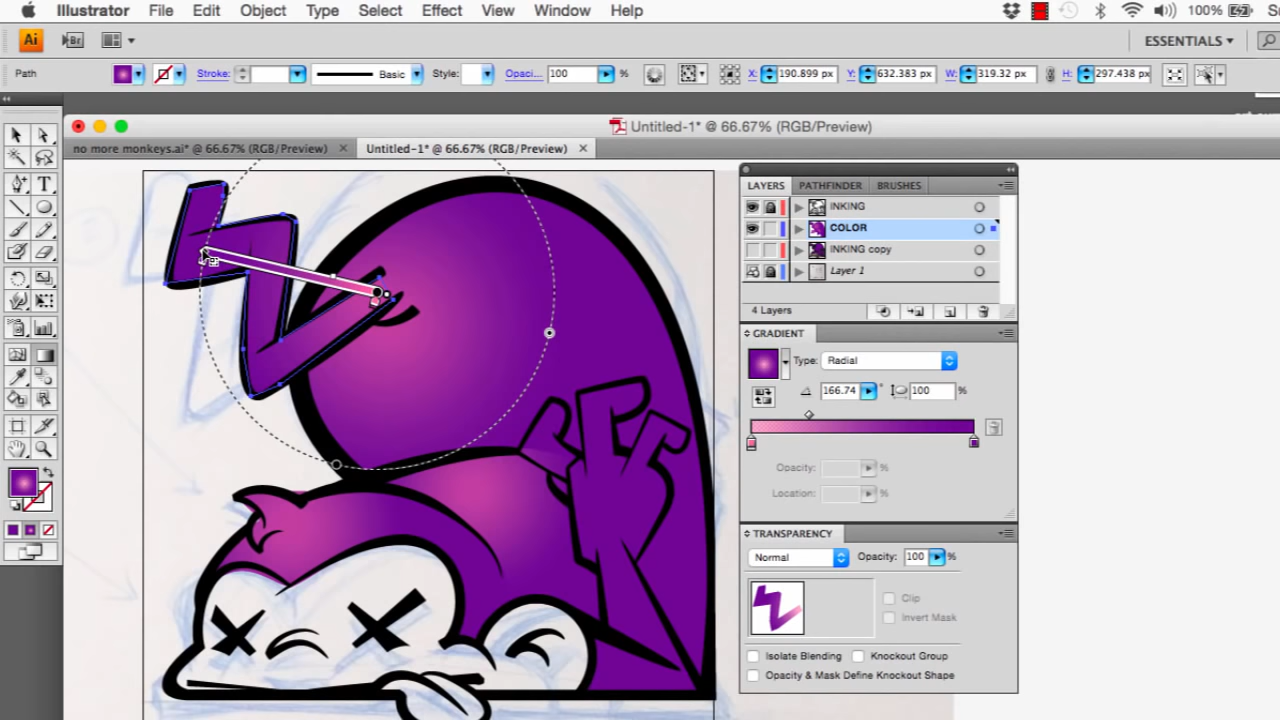 Illustrator File Edit Object Type Select Effect View Window Help 100%
Ai Br ESSENTIALS
Path Stroke: Basic Style: Opaci... 100 % X: 190.899 px Y: 632.383 px W: 319.32 px H: 297.438 px
Untitled-1* @ 66.67% (RGB/Preview)
no more monkeys.ai* @ 66.67% (RGB/Preview) Untitled-1* @ 66.67% (RGB/Preview)
LAYERS PATHFINDER BRUSHES
INKING
COLOR
INKING copy
Layer 1
4 Layers
GRADIENT
Type: Radial
166.74 ° 100 %
Opacity: %
Location: %
TRANSPARENCY
Normal Opacity: 100 %
Clip
Invert Mask
Isolate Blending Knockout Group
Opacity & Mask Define Knockout Shape